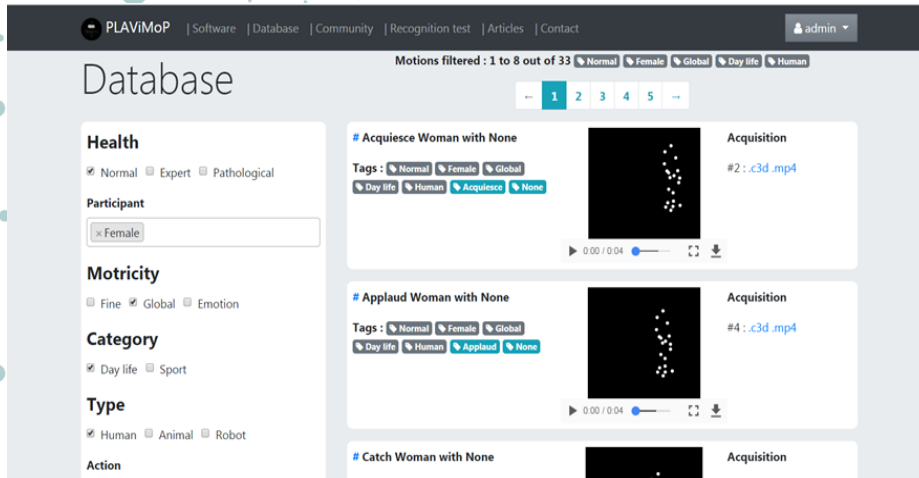 PLAViMoP | Software | Database | Community | Recognition test | Articles | Contact admin
Database
Motions filtered : 1 to 8 out of 33 Normal Female Global Day life Human
← 1 2 3 4 5 →
Health
Normal Expert Pathological
Participant
× Female
Motricity
Fine Global Emotion
Category
Day life Sport
Type
Human Animal Robot
Action
# Acquiesce Woman with None
Tags : Normal Female Global
Day life Human Acquiesce None
0:00 / 0:04
Acquisition
#2 : .c3d .mp4
# Applaud Woman with None
Tags : Normal Female Global
Day life Human Applaud None
0:00 / 0:04
Acquisition
#4 : .c3d .mp4
# Catch Woman with None
Acquisition